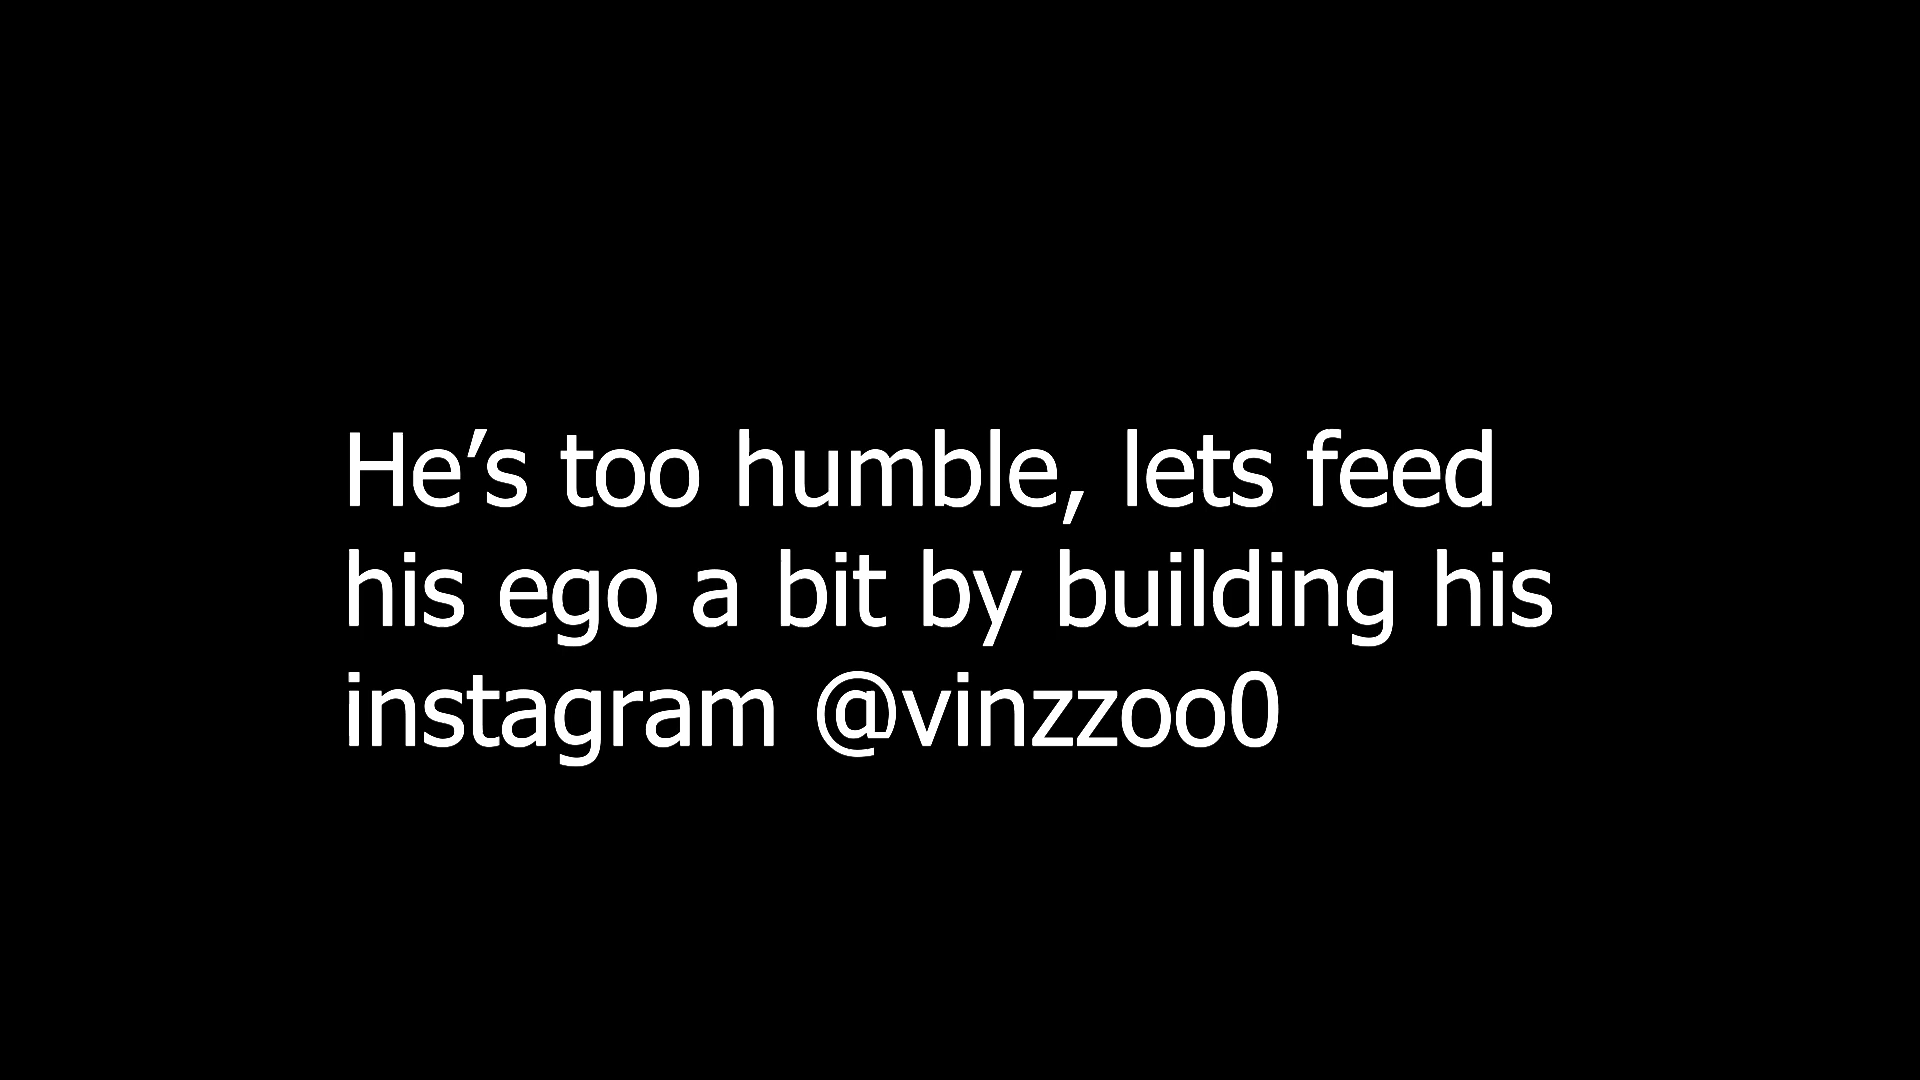 He’s too humble, lets feed
his ego a bit by building his
instagram @vinzzoo0